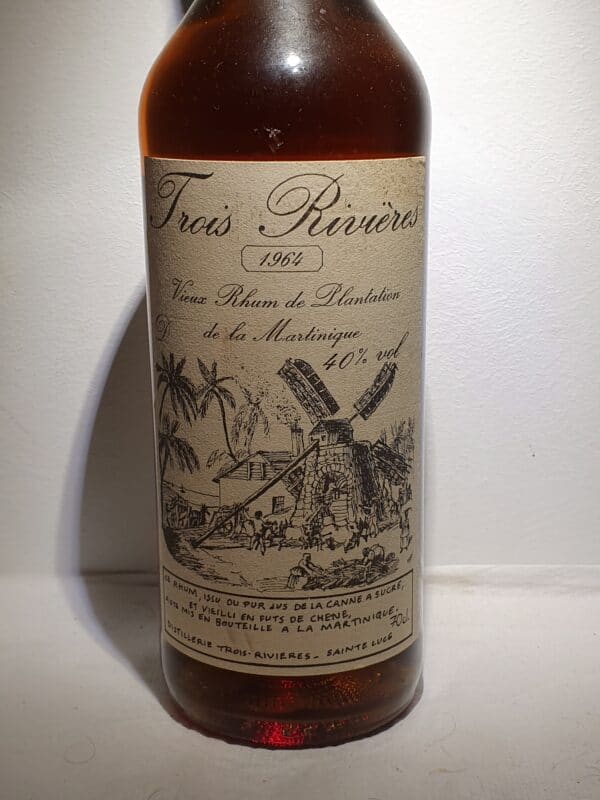 Trois Rivières
1964
Vieux Rhum de Plantation
D de la Martinique
40% vol
CE RHUM, ISSU DU PUR JUS DE LA CANNE A SUCRE,
ET VIEILLI EN FUTS DE CHENE,
A ETE MIS EN BOUTEILLE A LA MARTINIQUE.
70cl.
DISTILLERIE TROIS-RIVIERES - SAINTE LUCE